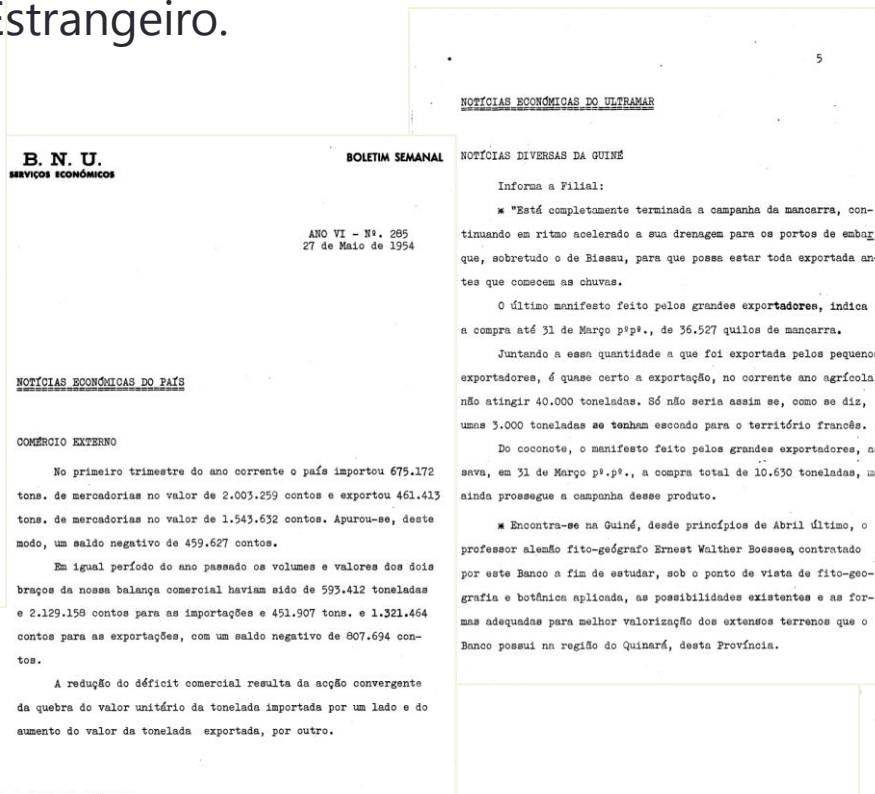 Estrangeiro.
B. N. U.
SERVIÇOS ECONÓMICOS
BOLETIM SEMANAL
ANO VI - Nº. 285
27 de Maio de 1954
NOTÍCIAS ECONÓMICAS DO PAÍS
COMÉRCIO EXTERNO
No primeiro trimestre do ano corrente o país importou 675.172
tons. de mercadorias no valor de 2.003.259 contos e exportou 461.413
tons. de mercadorias no valor de 1.543.632 contos. Apurou-se, deste
modo, um saldo negativo de 459.627 contos.
Em igual período do ano passado os volumes e valores dos dois
braços da nossa balança comercial haviam sido de 593.412 toneladas
e 2.129.158 contos para as importações e 451.907 tons. e 1.321.464
contos para as exportações, com um saldo negativo de 807.694 con-
tos.
A redução do déficit comercial resulta da acção convergente
da quebra do valor unitário da tonelada importada por um lado e do
aumento do valor da tonelada exportada, por outro.
5
NOTÍCIAS ECONÓMICAS DO ULTRAMAR
NOTÍCIAS DIVERSAS DA GUINÉ
Informa a Filial:
* "Está completamente terminada a campanha da mancarra, con-
tinuando em ritmo acelerado a sua drenagem para os portos de embar
que, sobretudo o de Bissau, para que possa estar toda exportada an-
tes que comecem as chuvas.
O último manifesto feito pelos grandes exportadores, indica
a compra até 31 de Março pºpº., de 36.527 quilos de mancarra.
Juntando a essa quantidade a que foi exportada pelos pequenos
exportadores, é quase certo a exportação, no corrente ano agrícola
não atingir 40.000 toneladas. Só não seria assim se, como se diz,
umas 3.000 toneladas se tenham escoado para o território francês.
Do coconote, o manifesto feito pelos grandes exportadores, a
sava, em 31 de Março pº.pº., a compra total de 10.630 toneladas, m
ainda prossegue a campanha desse produto.
* Encontra-se na Guiné, desde princípios de Abril último, o
professor alemão fito-geógrafo Ernest Walther Boesses, contratado
por este Banco a fim de estudar, sob o ponto de vista de fito-geo-
grafia e botânica aplicada, as possibilidades existentes e as for-
mas adequadas para melhor valorização dos extensos terrenos que o
Banco possui na região do Quinará, desta Província.